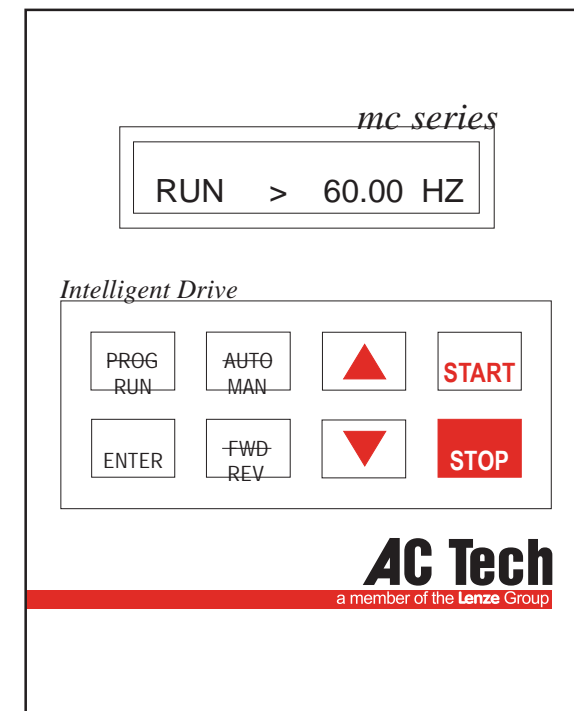 mc series
RUN > 60.00 HZ
Intelligent Drive
PROG
RUN
AUTO
MAN
START
ENTER
FWD
REV
STOP
AC Tech
a member of the Lenze Group